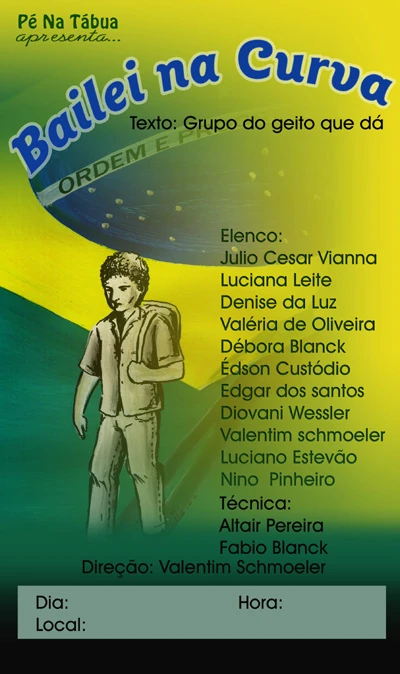 Pé Na Tábua
apresenta...
Bailei na Curva
Texto: Grupo do geito que dá
ORDEM E PR
Elenco:
Julio Cesar Vianna
Luciana Leite
Denise da Luz
Valéria de Oliveira
Débora Blanck
Édson Custódio
Edgar dos santos
Diovani Wessler
Valentim schmoeler
Luciano Estevão
Nino Pinheiro
Técnica:
Altair Pereira
Fabio Blanck
Direção: Valentim Schmoeler
Dia: Hora:
Local: